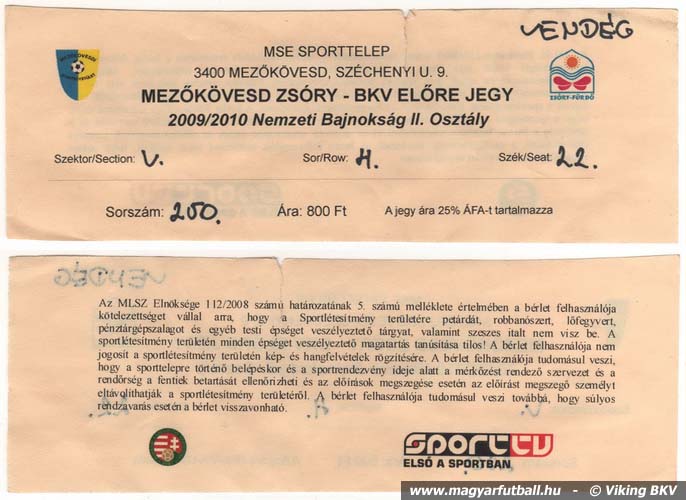 VENDÉG
MSE SPORTTELEP
3400 MEZŐKÖVESD, SZÉCHENYI U. 9.
MEZŐKÖVESD ZSÓRY - BKV ELŐRE JEGY
2009/2010 Nemzeti Bajnokság II. Osztály
ZSÓRY-FÜRDŐ
Szektor/Section: V. Sor/Row: H. Szék/Seat: 22.
Sorszám: 250. Ára: 800 Ft A jegy ára 25% ÁFA-t tartalmazza
Az MLSZ Elnöksége 112/2008 számú határozatának 5. számú melléklete értelmében a bérlet felhasználója
kötelezettséget vállal arra, hogy a Sportlétesítmény területére petárdát, robbanószert, lőfegyvert,
pénztárgépszalagot és egyéb testi épséget veszélyeztető tárgyat, valamint szeszes italt nem visz be. A
sportlétesítmény területén minden épséget veszélyeztető magatartás tanúsítása tilos! A bérlet felhasználója nem
jogosít a sportlétesítmény területén kép- és hangfelvételek rögzítésére. A bérlet felhasználója tudomásul veszi,
hogy a sporttelepre történő belépéskor és a sportrendezvény ideje alatt a mérkőzést rendező szervezet és a
rendőrség a fentiek betartását ellenőrizheti és az előírások megszegése esetén az előírást megszegő személyt
eltávolíthatják a sportlétesítmény területéről. A bérlet felhasználója tudomásul veszi továbbá, hogy súlyos
rendzavarás esetén a bérlet visszavonható.
sport tv
ELSŐ A SPORTBAN
www.magyarfutball.hu - © Viking BKV